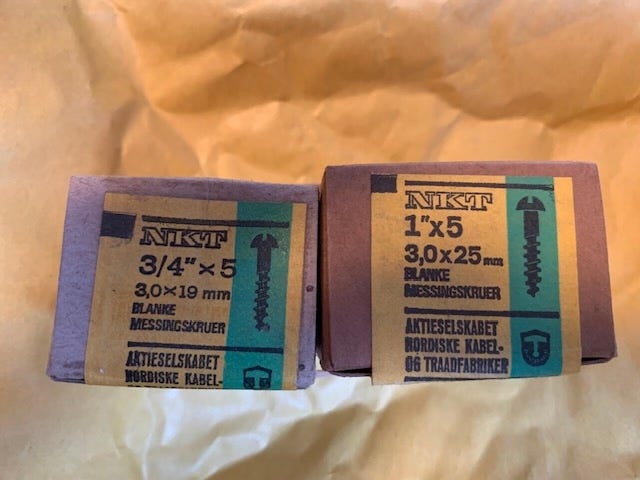 NKT
3/4" × 5
3,0 × 19 mm
BLANKE
MESSINGSKRUER
AKTIESELSKABET
NORDISKE KABEL-
NKT
1" x 5
3,0 x 25 mm
BLANKE
MESSINGSKRUER
AKTIESELSKABET
NORDISKE KABEL-
OG TRAADFABRIKER